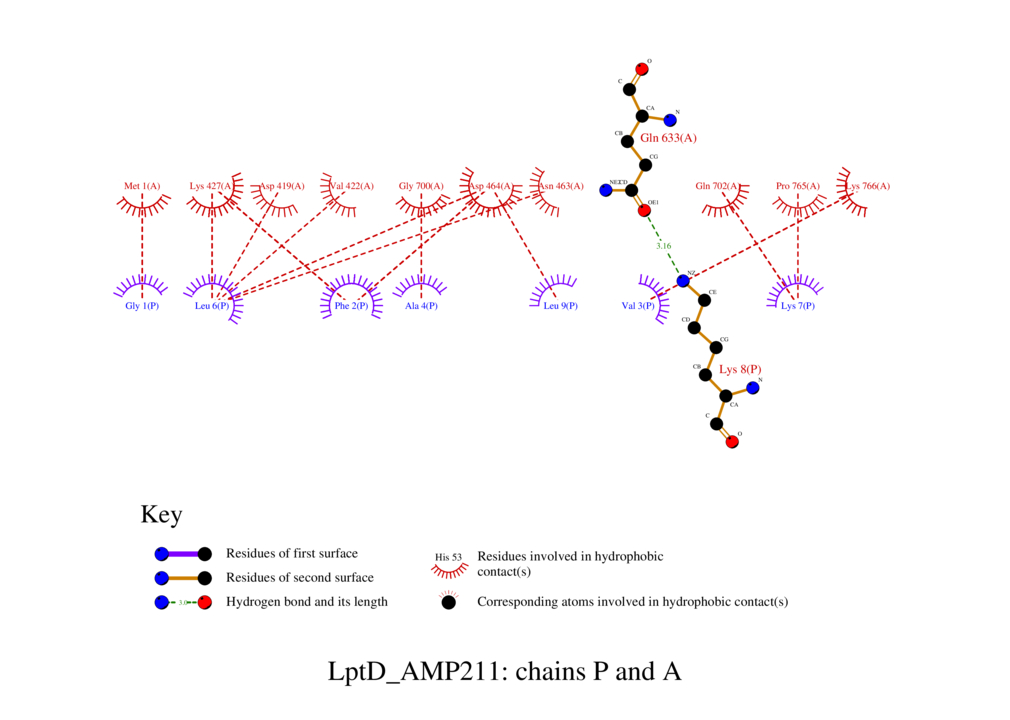 O
C
CA
N
CB
Gln 633(A)
CG
NE2 CD
OE1
Met 1(A) Lys 427(A) Asp 419(A) Val 422(A) Gly 700(A) Asp 464(A) Asn 463(A) Gln 702(A) Pro 765(A) Lys 766(A)
3.16
NZ
CE
Gly 1(P) Leu 6(P) Phe 2(P) Ala 4(P) Leu 9(P) Val 3(P) Lys 7(P)
CD
CG
CB
Lys 8(P)
N
CA
C
O
Key
Residues of first surface
Residues of second surface
3.0
Hydrogen bond and its length
His 53
Residues involved in hydrophobic
contact(s)
Corresponding atoms involved in hydrophobic contact(s)
LptD_AMP211: chains P and A